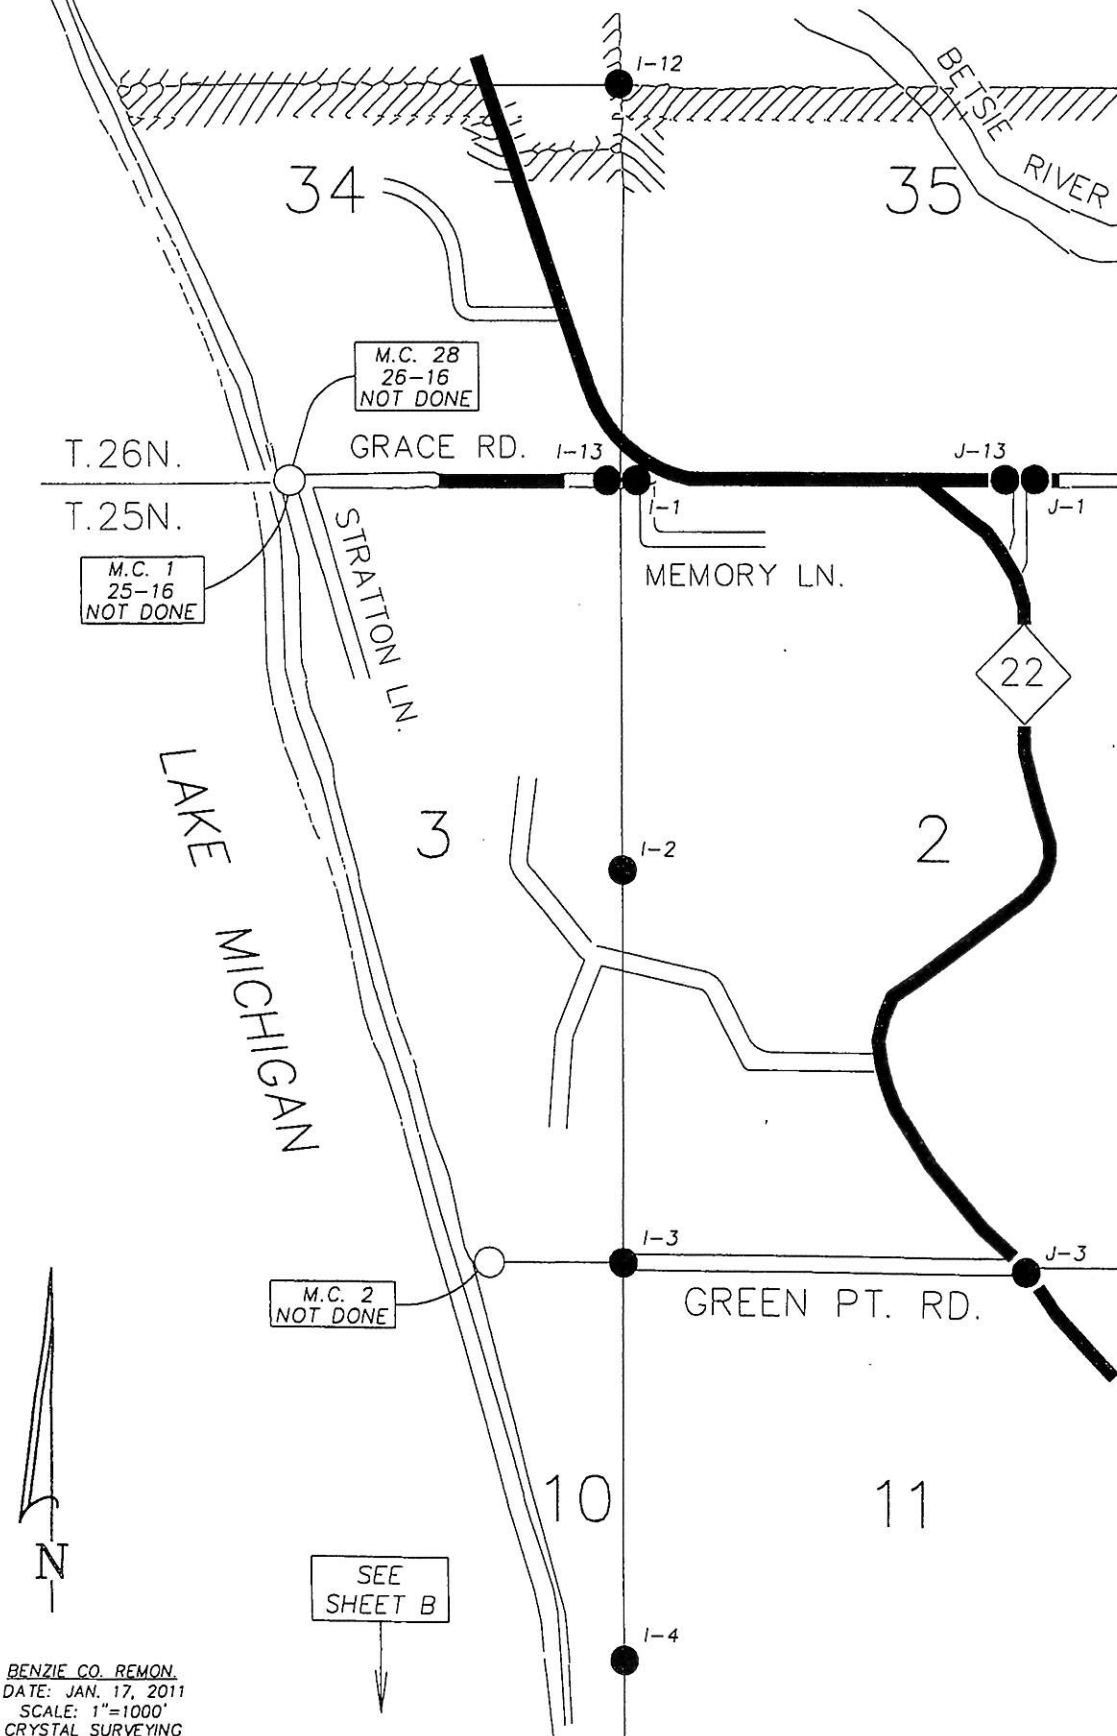 I-12
BETSIE RIVER
34
35
M.C. 28
26-16
NOT DONE
T.26N.
GRACE RD.
I-13
J-13
T.25N.
I-1
J-1
STRATTON LN.
MEMORY LN.
M.C. 1
25-16
NOT DONE
22
LAKE MICHIGAN
3
2
I-2
I-3
J-3
M.C. 2
NOT DONE
GREEN PT. RD.
10
11
N
SEE
SHEET B
I-4
BENZIE CO. REMON.
DATE: JAN. 17, 2011
SCALE: 1"=1000'
CRYSTAL SURVEYING